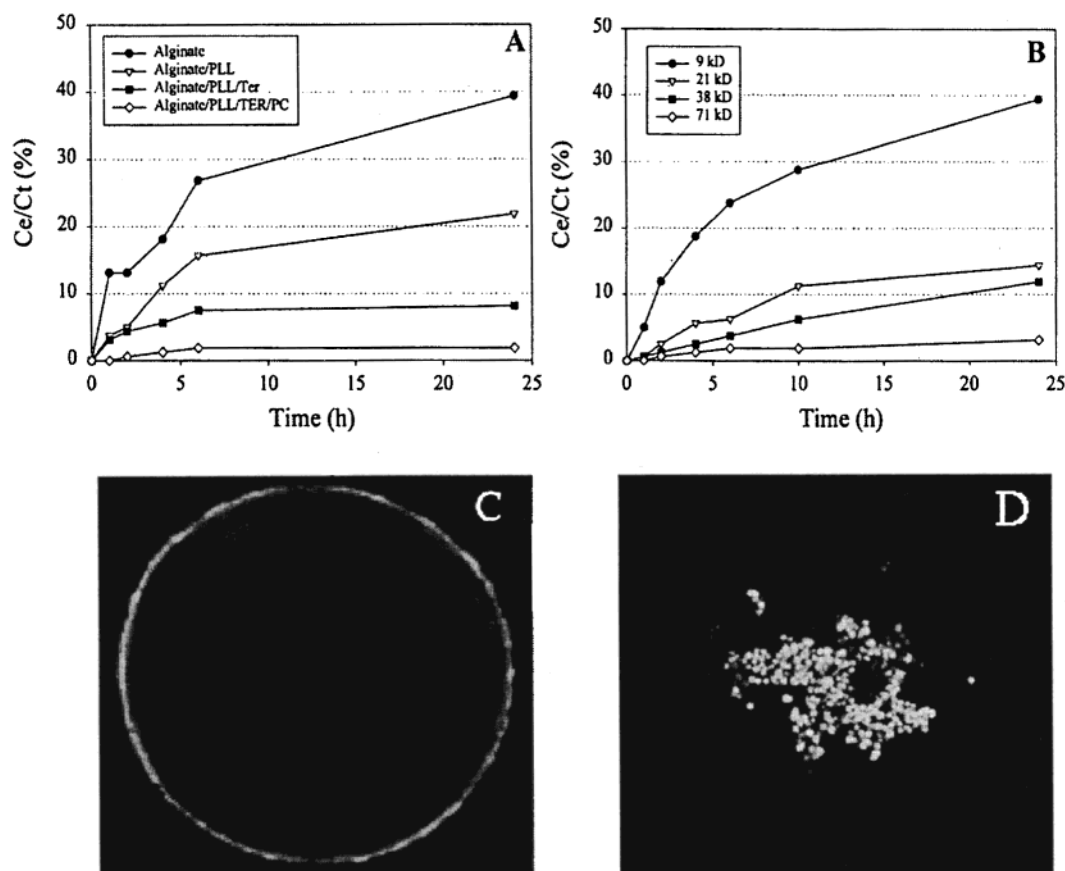 A
Alginate
Alginate/PLL
Alginate/PLL/Ter
Alginate/PLL/TER/PC
50
40
30
20
10
0
Ce/Ct (%)
0 5 10 15 20 25
Time (h)
B
9 kD
21 kD
38 kD
71 kD
50
40
30
20
10
0
Ce/Ct (%)
0 5 10 15 20 25
Time (h)
C
D